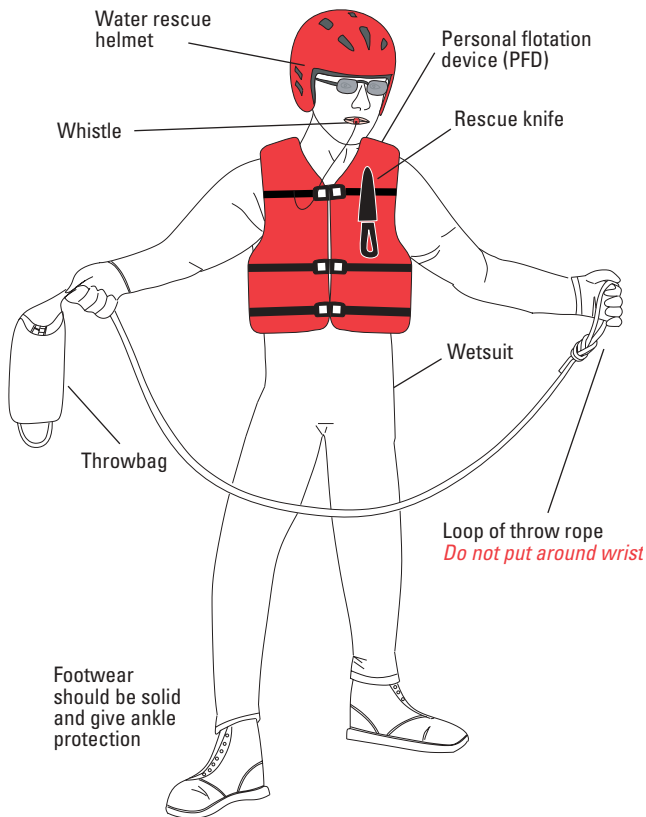 Water rescue
helmet
Personal flotation
device (PFD)
Whistle
Rescue knife
Wetsuit
Throwbag
Loop of throw rope
Do not put around wrist
Footwear
should be solid
and give ankle
protection